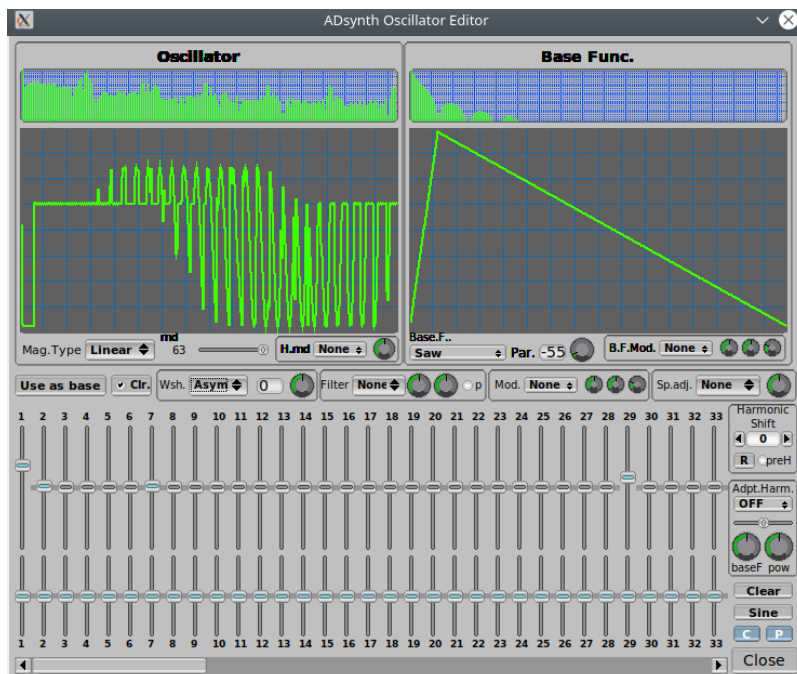 ADsynth Oscillator Editor
Oscillator
Base Func.
Mag.Type Linear
md
63
H.md None
Base.F..
Saw
Par. -55
B.F.Mod. None
Use as base
Clr.
Wsh. Asym 0
Filter None
p
Mod. None
Sp.adj. None
1 2 3 4 5 6 7 8 9 10 11 12 13 14 15 16 17 18 19 20 21 22 23 24 25 26 27 28 29 30 31 32 33
Harmonic
Shift
0
R preH
Adpt.Harm.
OFF
baseF pow
Clear
Sine
C P
1 2 3 4 5 6 7 8 9 10 11 12 13 14 15 16 17 18 19 20 21 22 23 24 25 26 27 28 29 30 31 32 33
Close